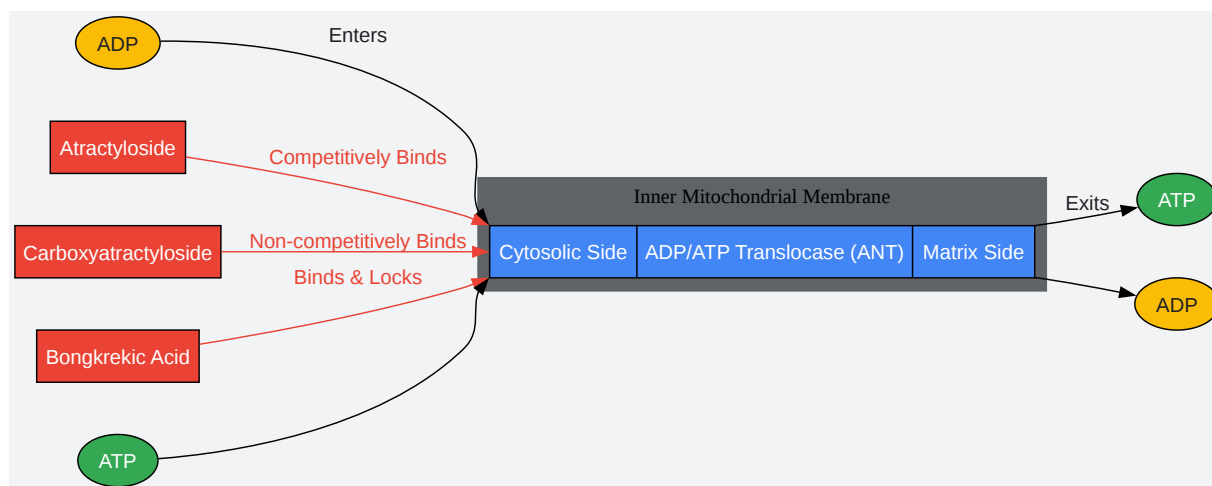 ADP
Enters
Atractyloside
Competitively Binds
Inner Mitochondrial Membrane
Exits
ATP
Carboxyatractyloside
Non-competitively Binds
Cytosolic Side
ADP/ATP Translocase (ANT)
Matrix Side
Binds & Locks
ADP
Bongkrekic Acid
ATP